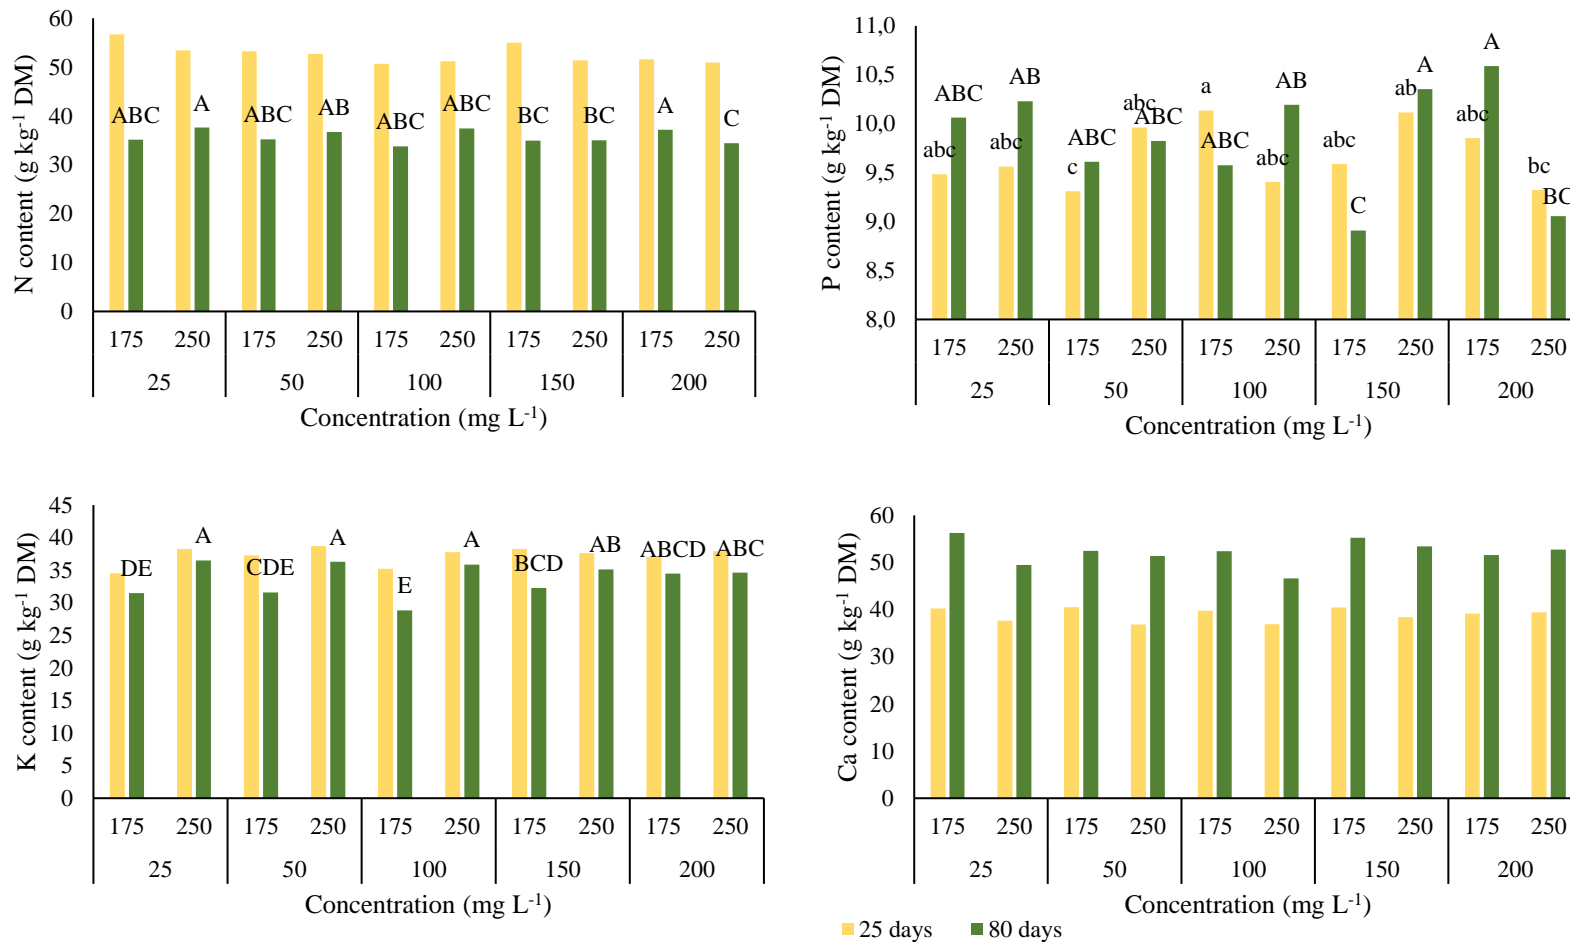 N content (g kg⁻¹ DM)
60
50
40
30
20
10
0
ABC A ABC AB ABC ABC BC BC A C
175 250 175 250 175 250 175 250 175 250
25 50 100 150 200
Concentration (mg L⁻¹)
P content (g kg⁻¹ DM)
11,0
10,5
10,0
9,5
9,0
8,5
8,0
abc ABC abc AB c ABC abc ABC a ABC abc AB abc C ab A abc A bc BC
175 250 175 250 175 250 175 250 175 250
25 50 100 150 200
Concentration (mg L⁻¹)
K content (g kg⁻¹ DM)
45
40
35
30
25
20
15
10
5
0
DE A CDE A E A BCD AB ABCD ABC
175 250 175 250 175 250 175 250 175 250
25 50 100 150 200
Concentration (mg L⁻¹)
Ca content (g kg⁻¹ DM)
60
50
40
30
20
10
0
175 250 175 250 175 250 175 250 175 250
25 50 100 150 200
Concentration (mg L⁻¹)
25 days 80 days